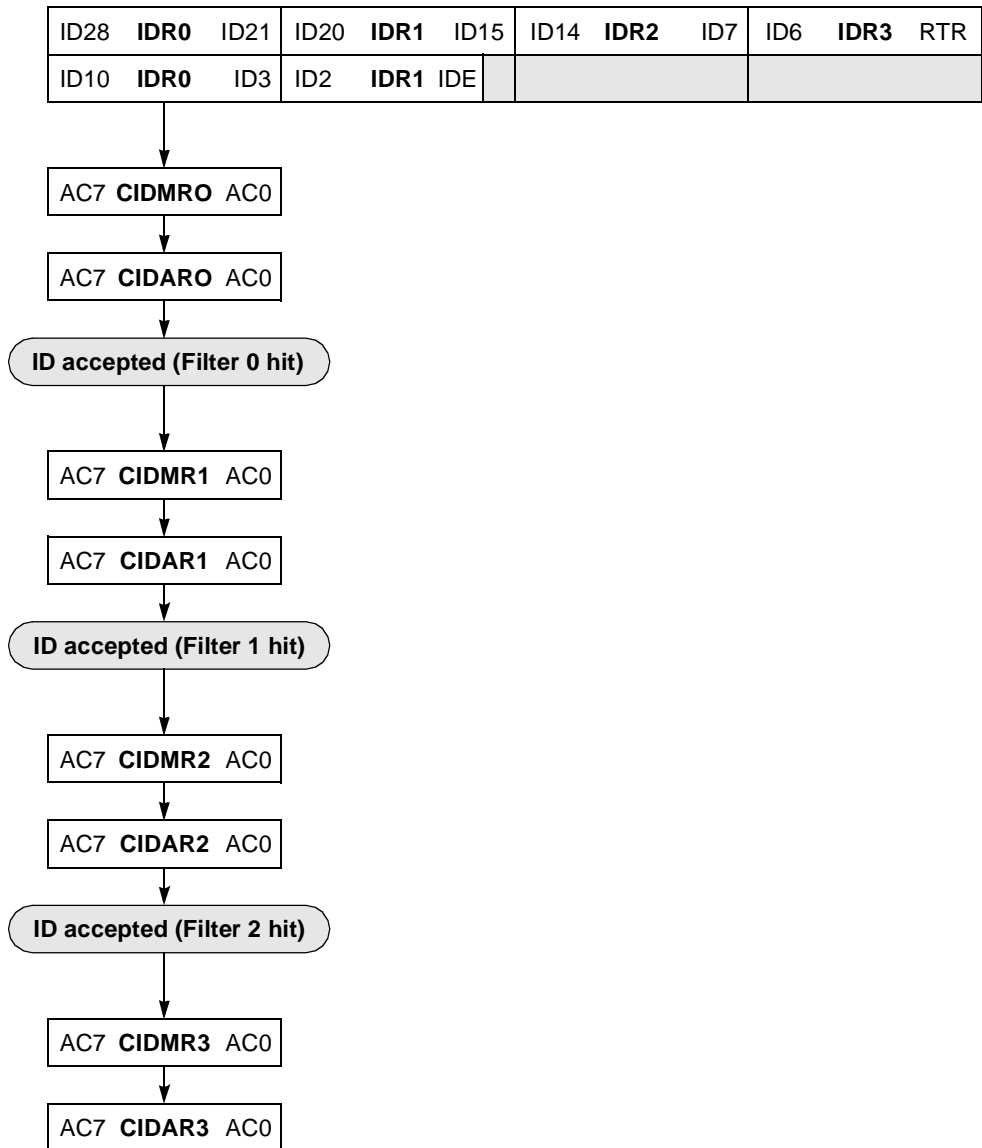 ID28 IDR0 ID21 ID20 IDR1 ID15 ID14 IDR2 ID7 ID6 IDR3 RTR
ID10 IDR0 ID3 ID2 IDR1 IDE
AC7 CIDMRO AC0
AC7 CIDARO AC0
ID accepted (Filter 0 hit)
AC7 CIDMR1 AC0
AC7 CIDAR1 AC0
ID accepted (Filter 1 hit)
AC7 CIDMR2 AC0
AC7 CIDAR2 AC0
ID accepted (Filter 2 hit)
AC7 CIDMR3 AC0
AC7 CIDAR3 AC0